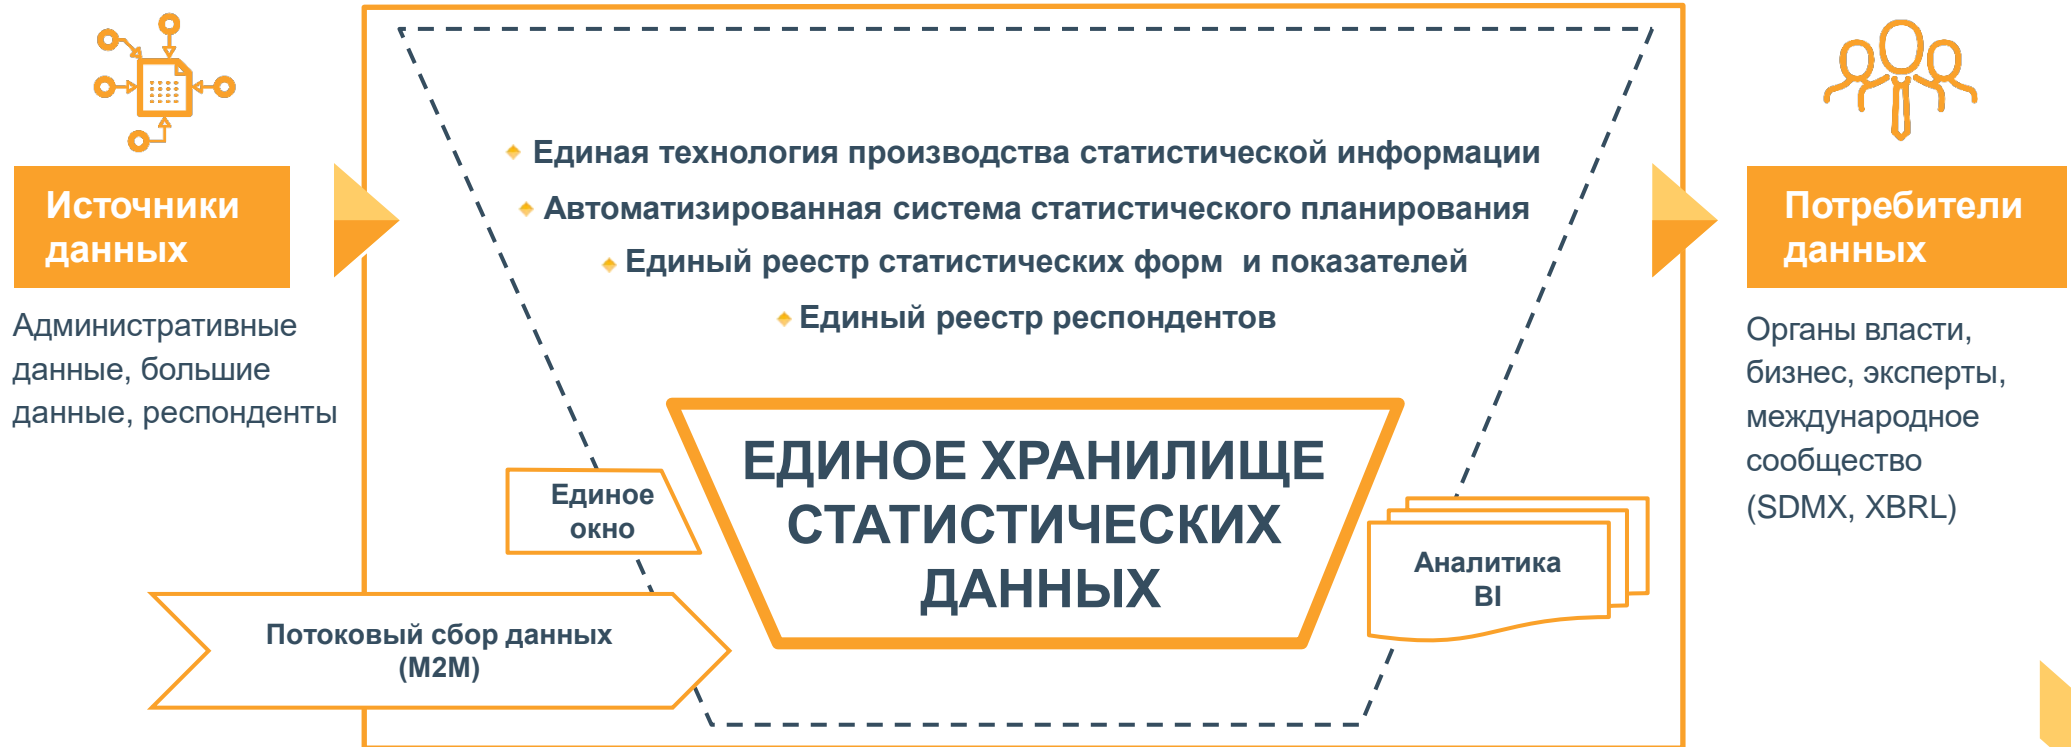 Источники
данных
Административные
данные, большие
данные, респонденты
Единая технология производства статистической информации
Автоматизированная система статистического планирования
Единый реестр статистических форм и показателей
Единый реестр респондентов
ЕДИНОЕ ХРАНИЛИЩЕ
СТАТИСТИЧЕСКИХ
ДАННЫХ
Единое
окно
Потоковый сбор данных
(M2M)
Аналитика
BI
Потребители
данных
Органы власти,
бизнес, эксперты,
международное
сообщество
(SDMX, XBRL)